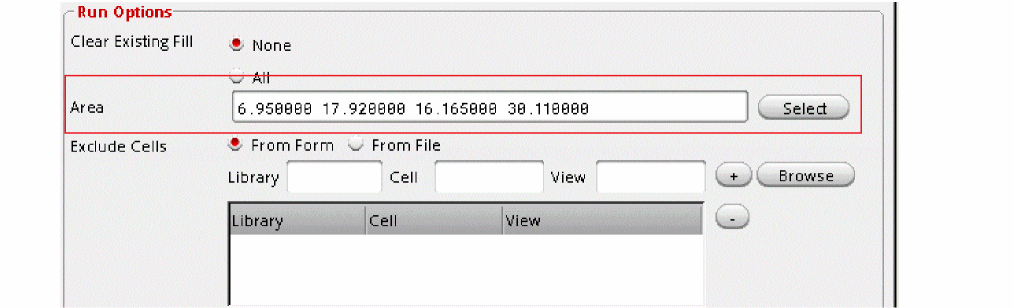 Run Options
Clear Existing Fill None
All
Area 6.950000 17.920000 16.165000 30.110000 Select
Exclude Cells From Form From File
Library Cell View + Browse
Library Cell View -